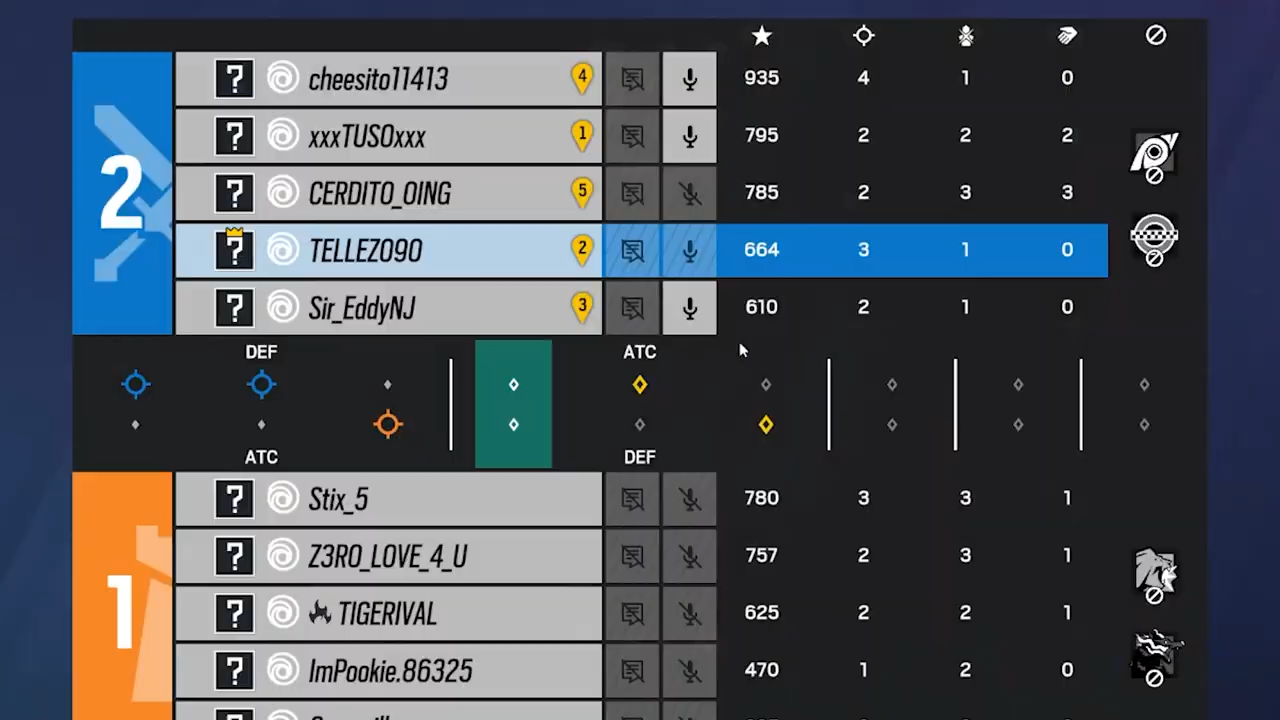 2
? cheesito11413 4 935 4 1 0
? xxxTUSOxxx 1 795 2 2 2
? CERDITO_OING 5 785 2 3 3
? TELLEZ090 2 664 3 1 0
? Sir_EddyNJ 3 610 2 1 0
DEF ATC
ATC DEF
1
? Stix_5 780 3 3 1
? Z3RO_LOVE_4_U 757 2 3 1
? TIGERIVAL 625 2 2 1
? ImPookie.86325 470 1 2 0